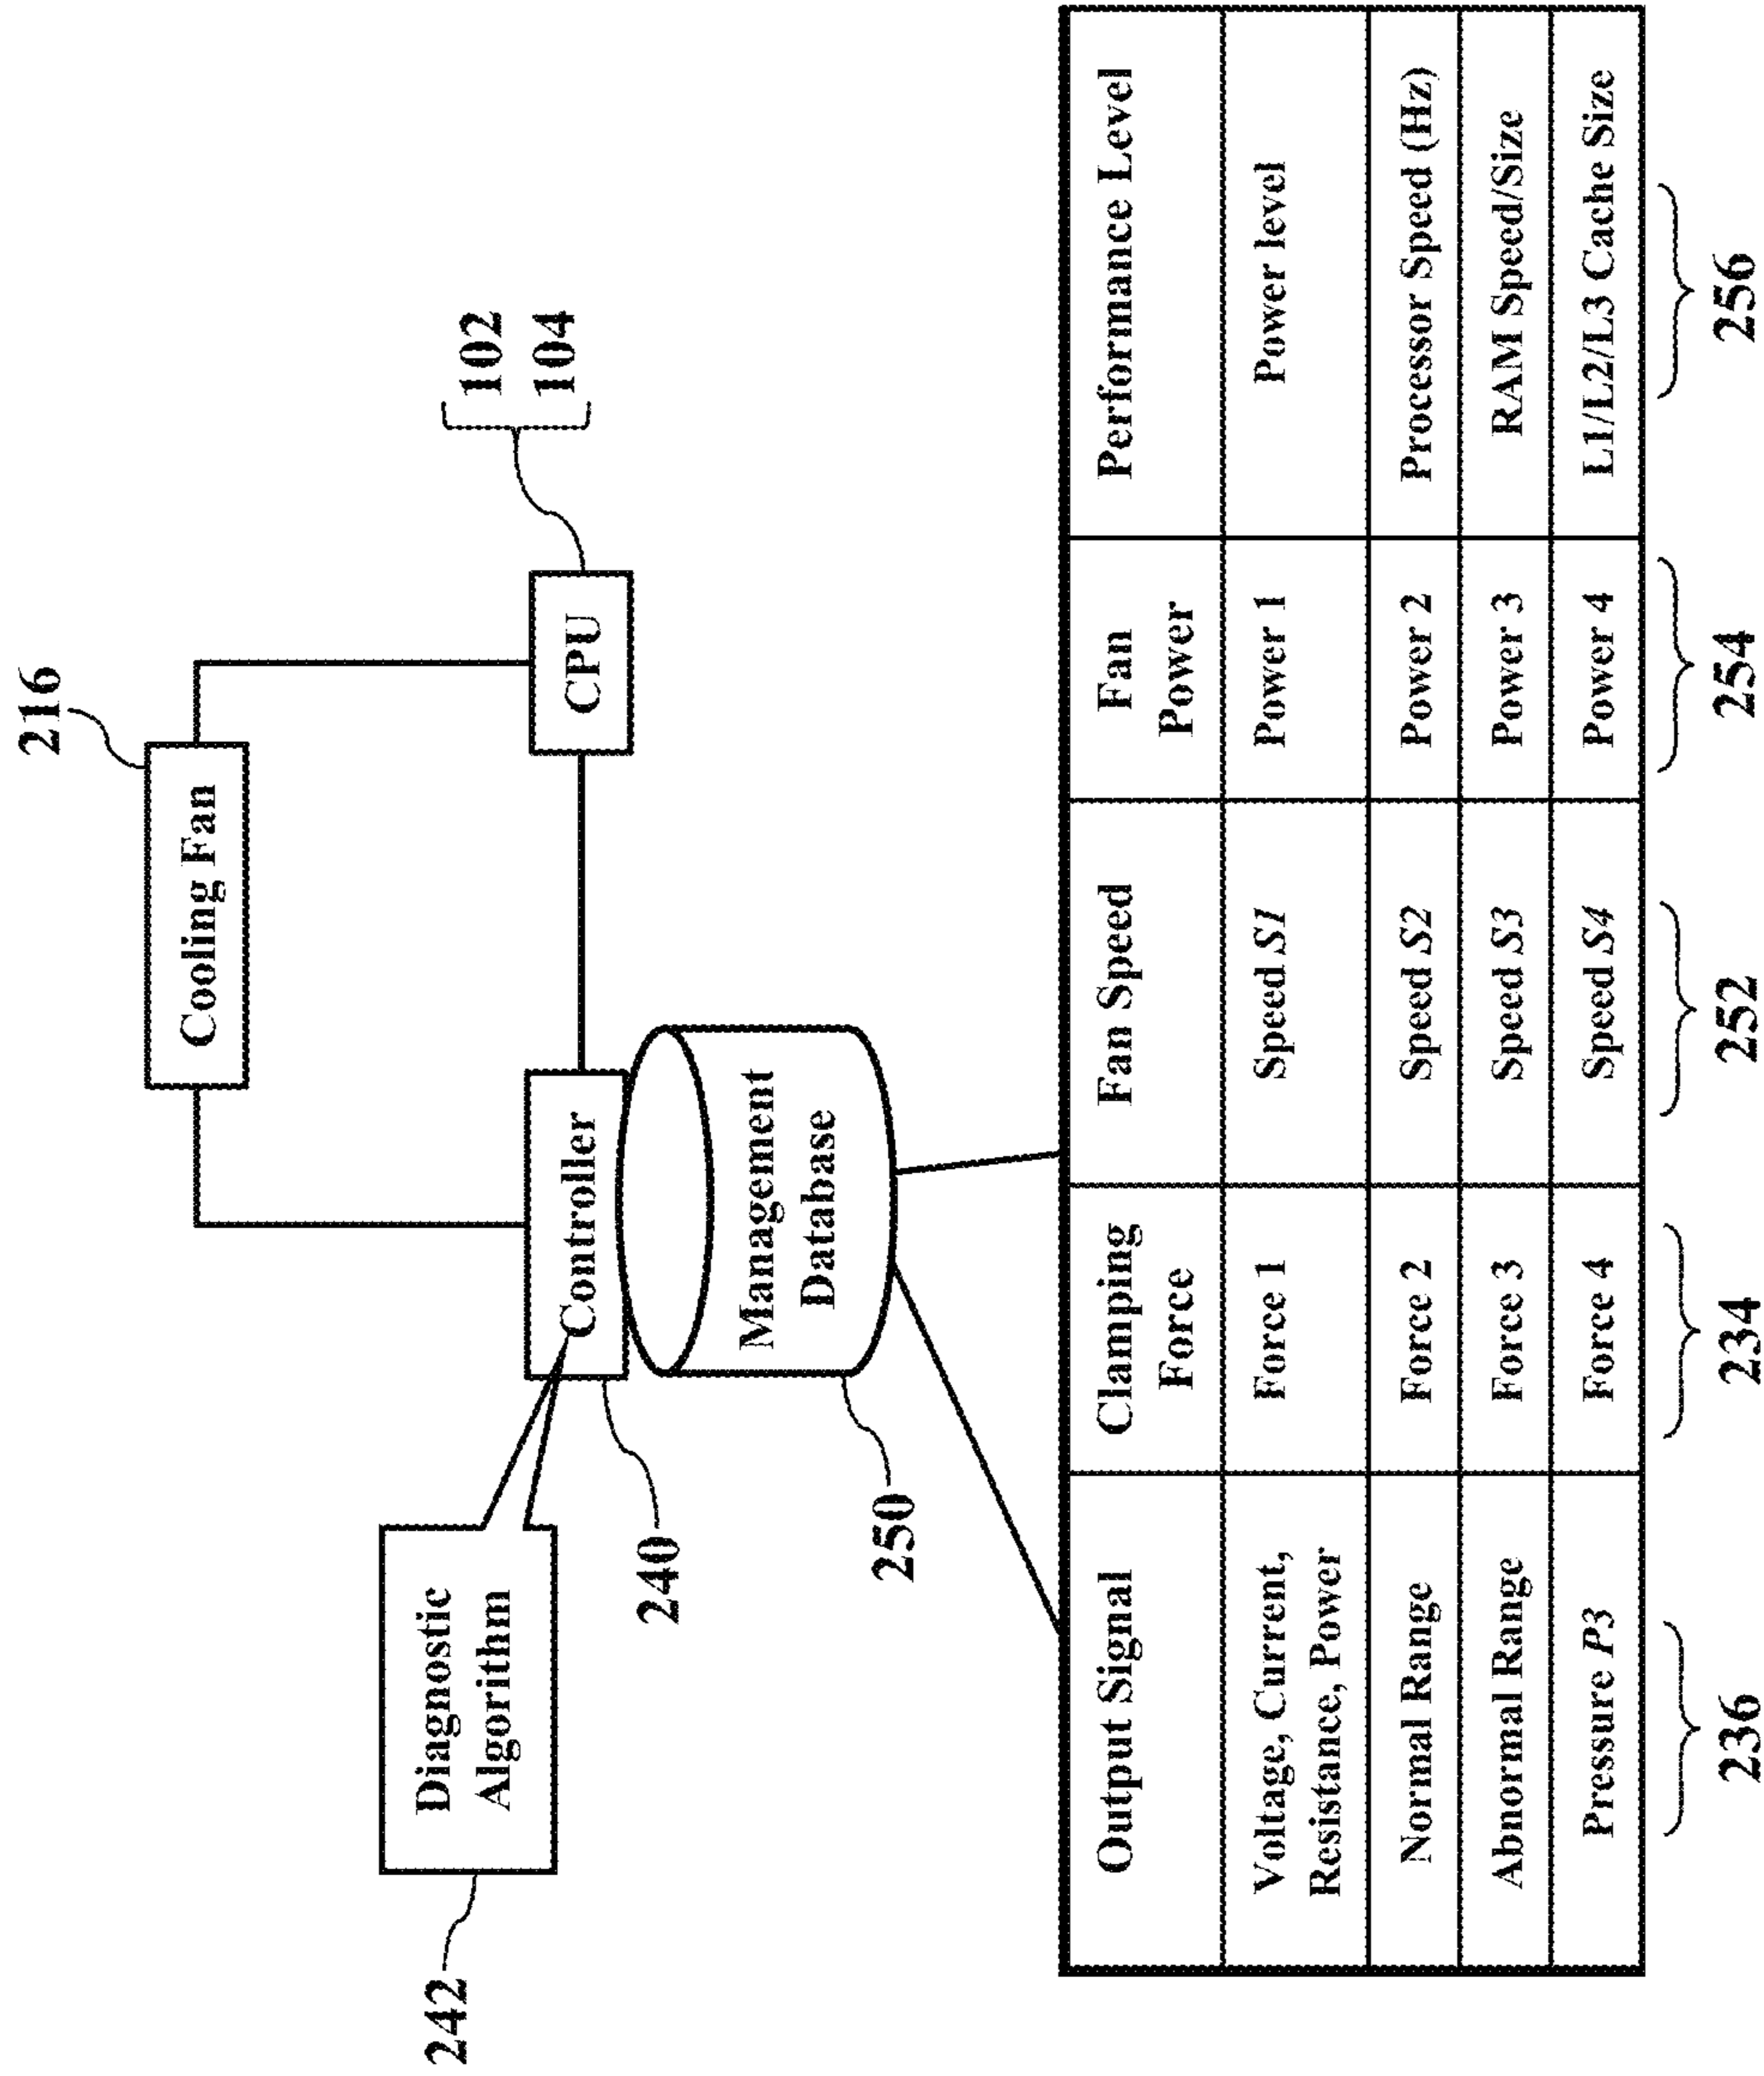 216
Cooling Fan
102
104
CPU
Controller
Diagnostic
Algorithm
242
240
Management
Database
250
Output Signal
Clamping
Force
Fan Speed
Fan
Power
Performance Level
Voltage, Current,
Resistance, Power
Force 1
Speed S1
Power 1
Power level
Normal Range
Force 2
Speed S2
Power 2
Processor Speed (Hz)
Abnormal Range
Force 3
Speed S3
Power 3
RAM Speed/Size
Pressure P3
Force 4
Speed S4
Power 4
L1/L2/L3 Cache Size
236
234
252
254
256